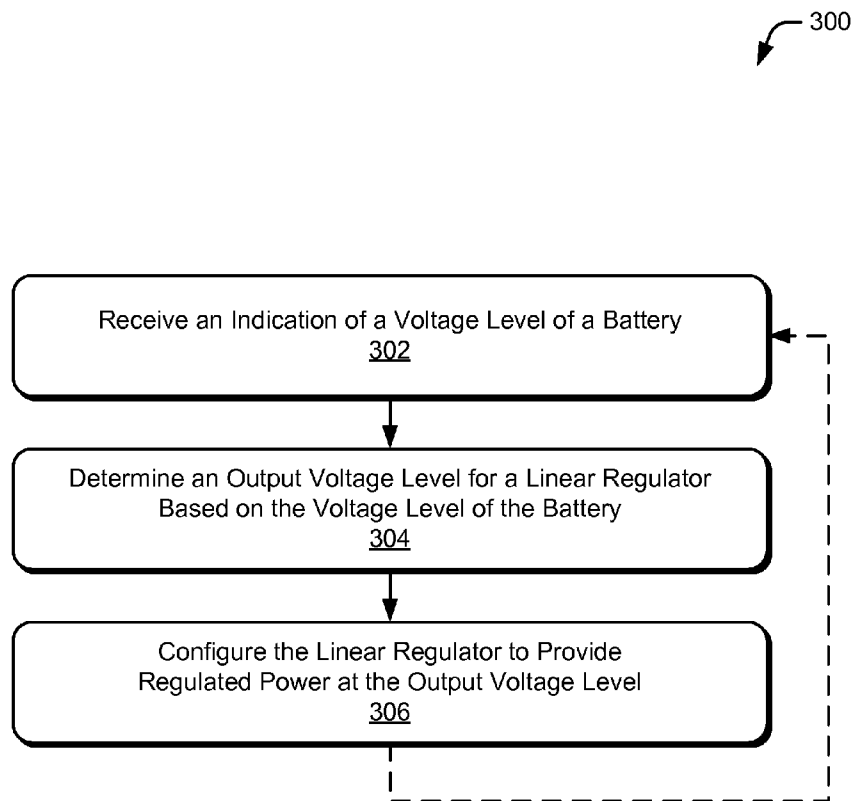 300
Receive an Indication of a Voltage Level of a Battery
302
Determine an Output Voltage Level for a Linear Regulator
Based on the Voltage Level of the Battery
304
Configure the Linear Regulator to Provide
Regulated Power at the Output Voltage Level
306